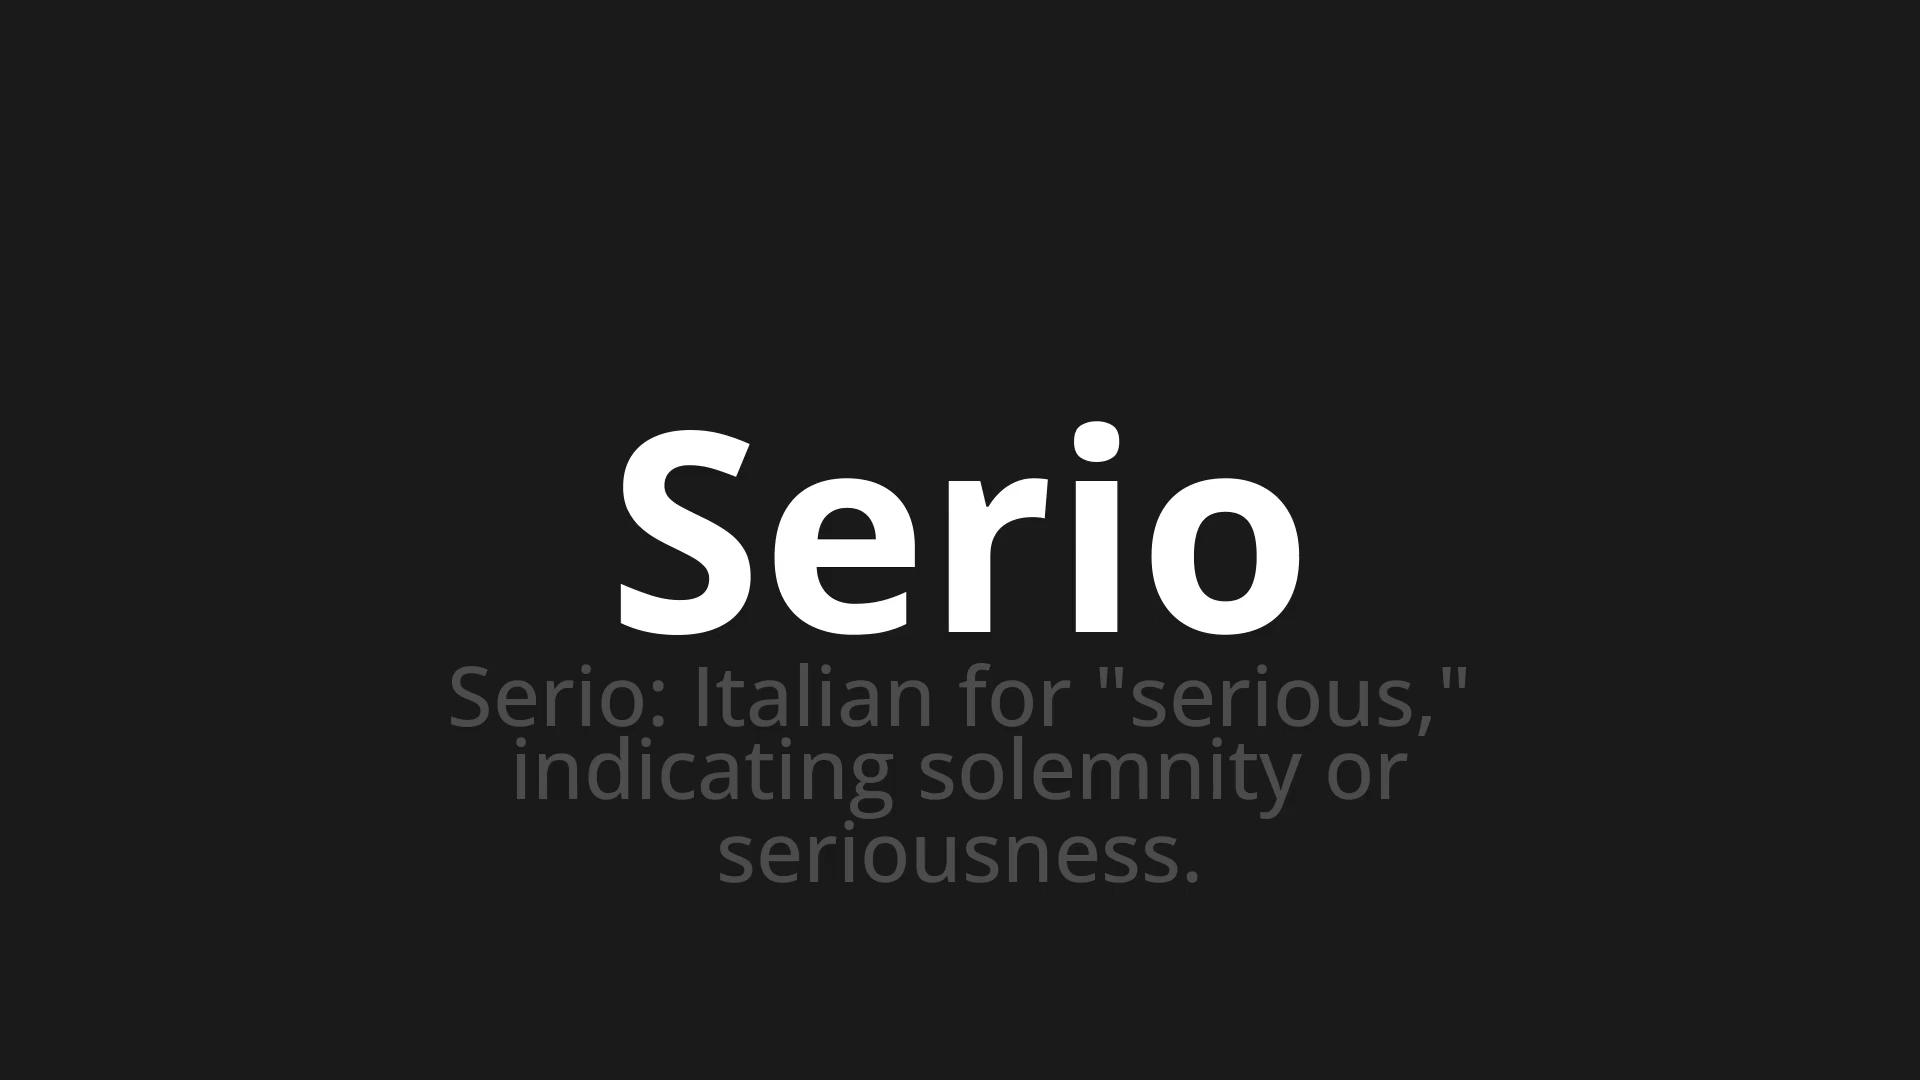 Serio
Serio: Italian for "serious,"
indicating solemnity or
seriousness.